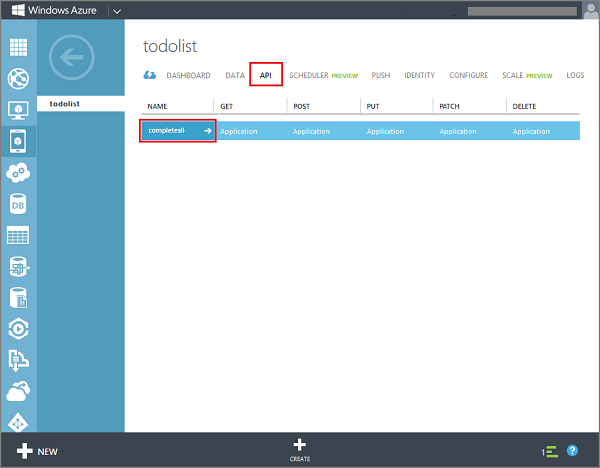 Windows Azure
todolist
DASHBOARD DATA API SCHEDULER PREVIEW PUSH IDENTITY CONFIGURE SCALE PREVIEW LOGS
todolist
NAME GET POST PUT PATCH DELETE
completeall Application Application Application Application Application
DB
NEW
CREATE
1 ?